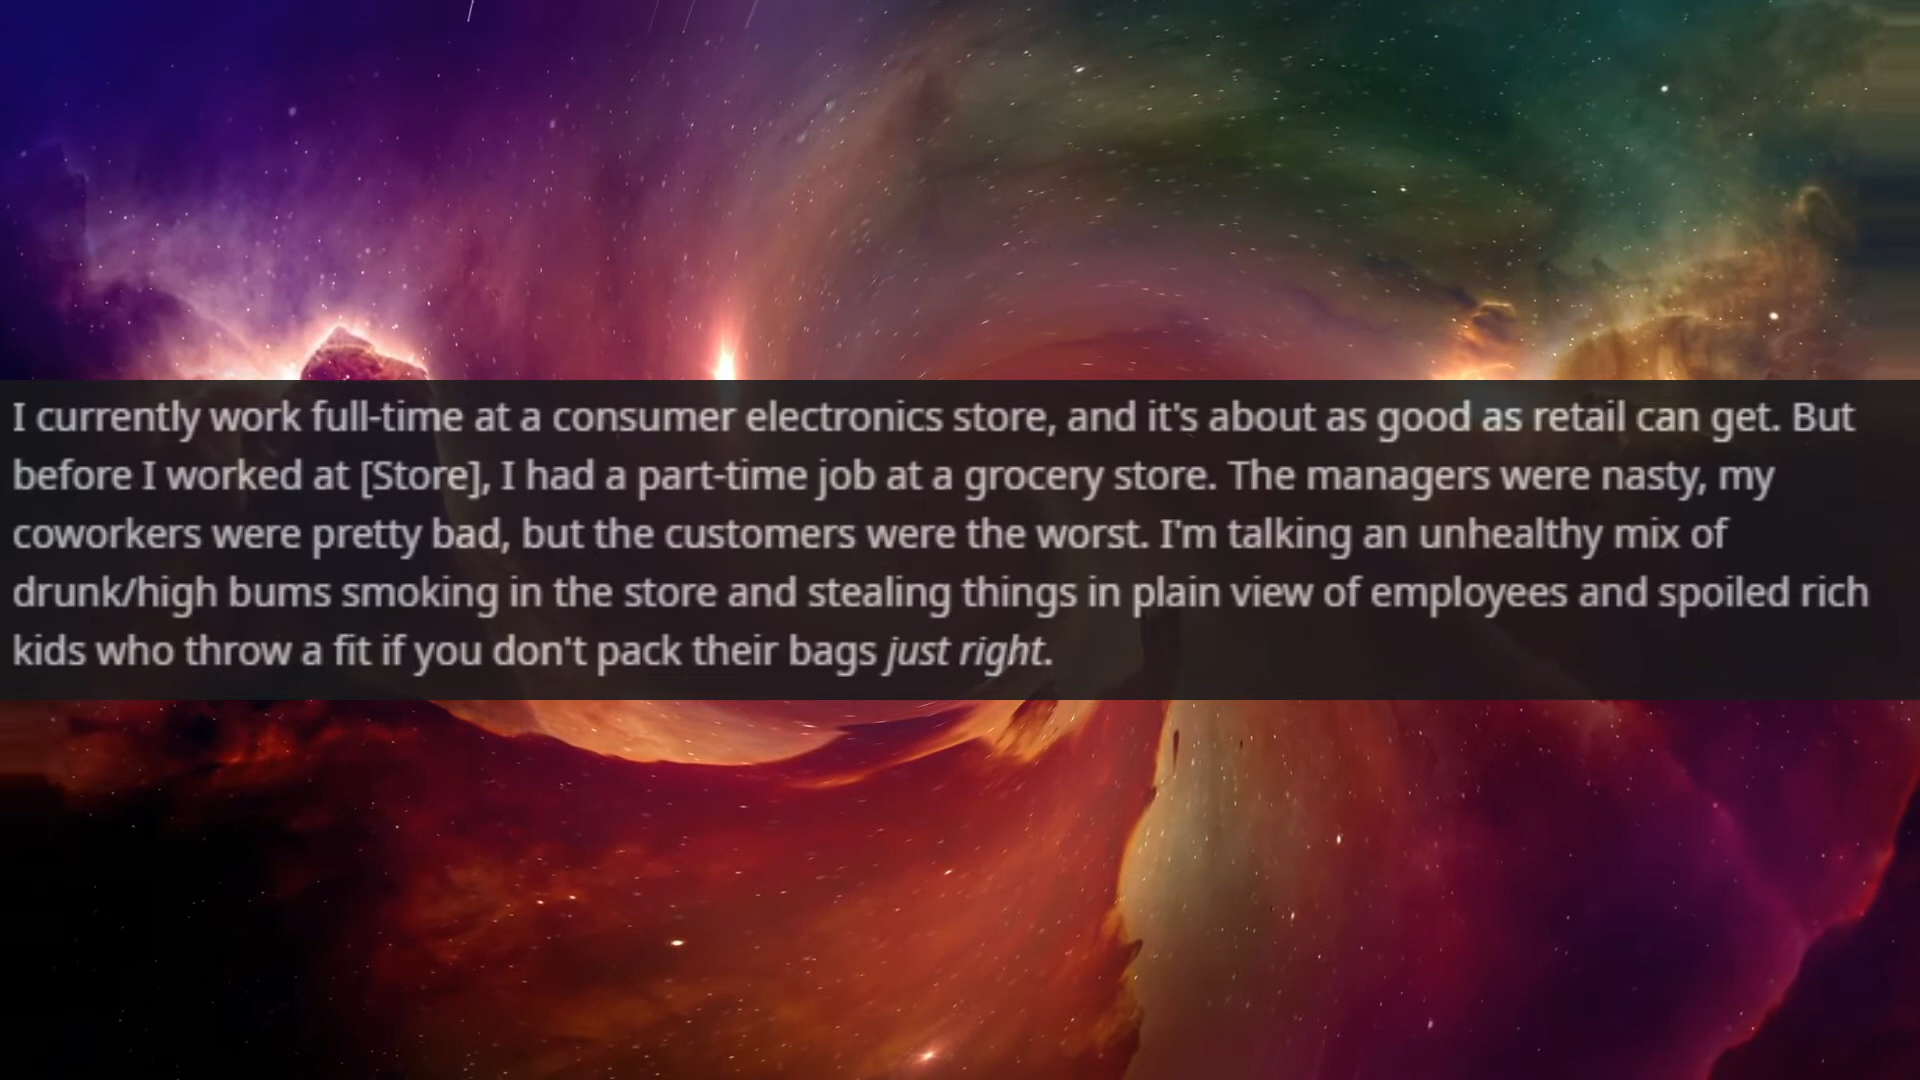 I currently work full-time at a consumer electronics store, and it's about as good as retail can get. But
before I worked at [Store], I had a part-time job at a grocery store. The managers were nasty, my
coworkers were pretty bad, but the customers were the worst. I'm talking an unhealthy mix of
drunk/high bums smoking in the store and stealing things in plain view of employees and spoiled rich
kids who throw a fit if you don't pack their bags just right.